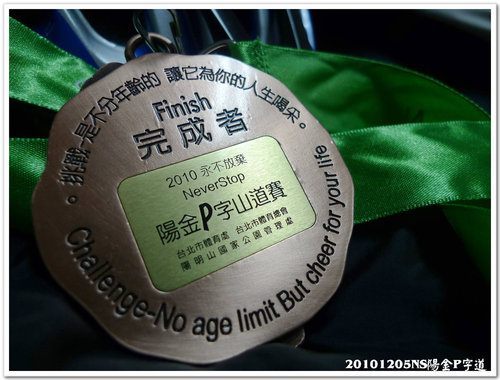 。挑戰-是不分年齡的 讓它為你的人生喝采。
Finish
完成者
2010 永不放棄
NeverStop
陽金P字山道賽
台北市體育處 台北市體育總會
陽明山國家公園管理處
Challenge-No age limit But cheer for your life
20101205NS陽金P字道